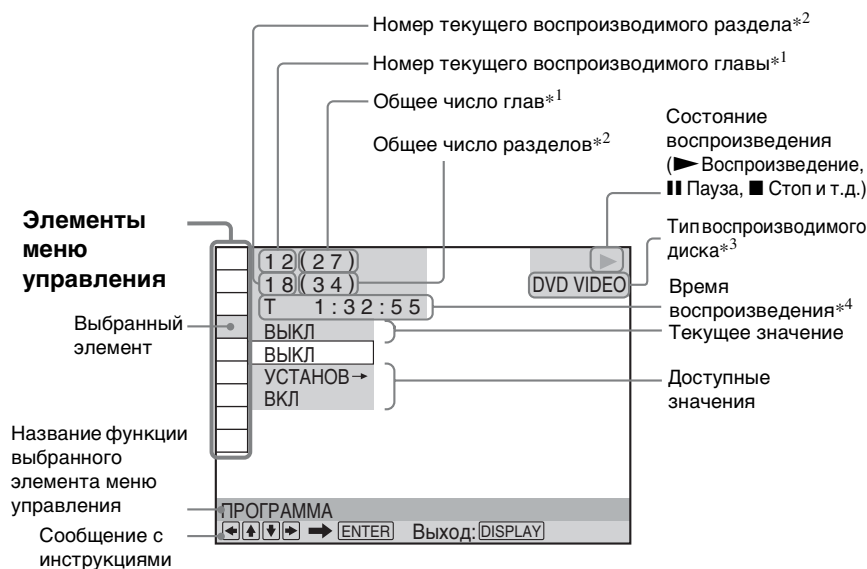 Номер текущего воспроизводимого раздела*2
Номер текущего воспроизводимого главы*1
Общее число глав*1
Общее число разделов*2
Состояние
воспроизведения
(► Воспроизведение,
❚❚ Пауза, ■ Стоп и т.д.)
Тип воспроизводимого
диска*3
Время
воспроизведения*4
Текущее значение
Доступные
значения
Элементы
меню
управления
Выбранный
элемент
Название функции
выбранного
элемента меню
управления
Сообщение с
инструкциями
12(27)
18(34)
T 1:32:55
DVD VIDEO
►
ВЫКЛ
ВЫКЛ
УСТАНОВ→
ВКЛ
ПРОГРАММА
←↑↓→ → ENTER Выход: DISPLAY